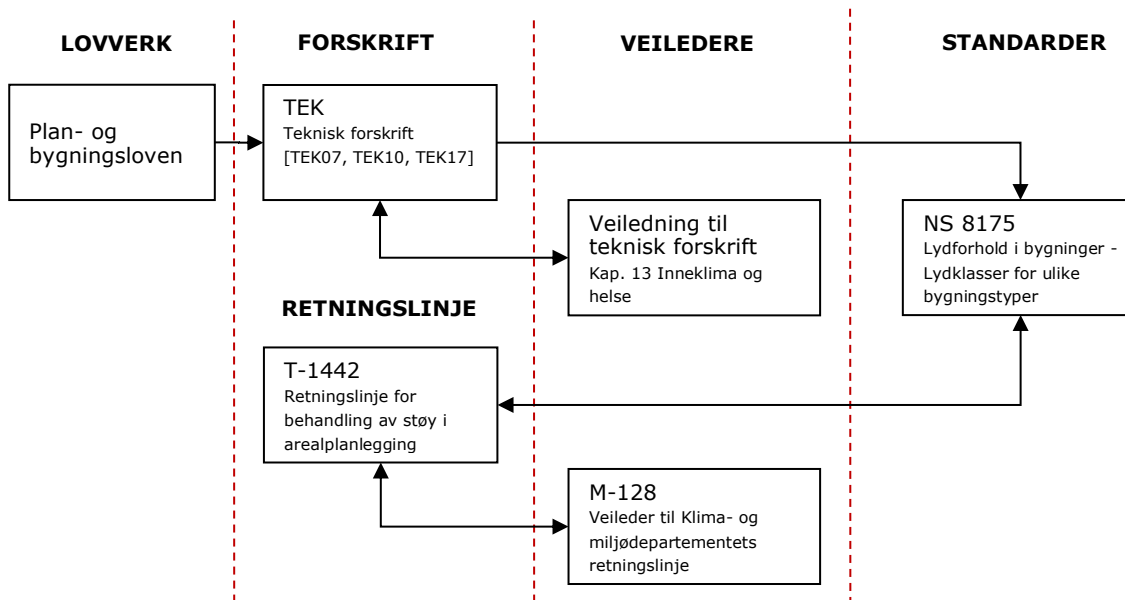 LOVVERK
FORSKRIFT
VEILEDERE
STANDARDER
Plan- og
bygningsloven
TEK
Teknisk forskrift
[TEK07, TEK10, TEK17]
Veiledning til
teknisk forskrift
Kap. 13 Inneklima og
helse
NS 8175
Lydforhold i bygninger -
Lydklasser for ulike
bygningstyper
RETNINGSLINJE
T-1442
Retningslinje for
behandling av støy i
arealplanlegging
M-128
Veileder til Klima- og
miljødepartementets
retningslinje